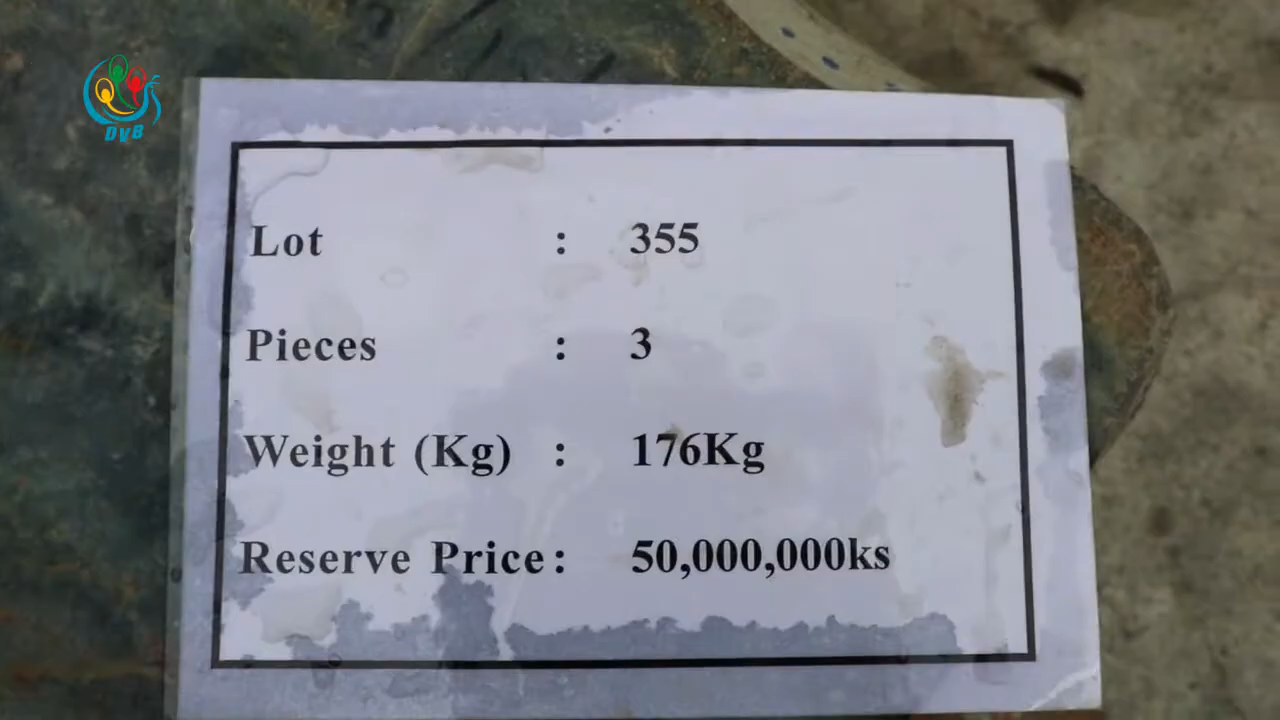 DVB
Lot : 355
Pieces : 3
Weight (Kg) : 176Kg
Reserve Price : 50,000,000ks